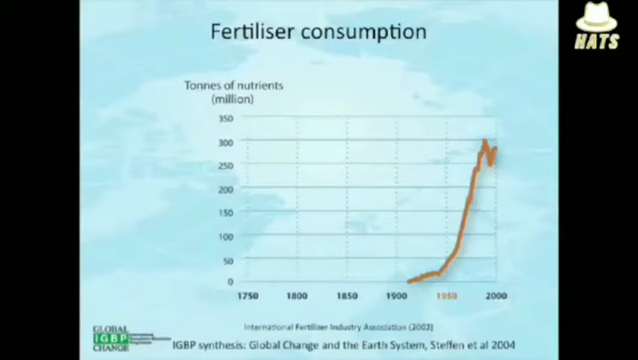 HATS
Fertiliser consumption
Tonnes of nutrients
(million)
350
300
250
200
150
100
50
0
1750 1800 1850 1900 1950 2000
International Fertilizer Industry Association (2002)
GLOBAL
IGBP
CHANGE
IGBP synthesis: Global Change and the Earth System, Steffen et al 2004